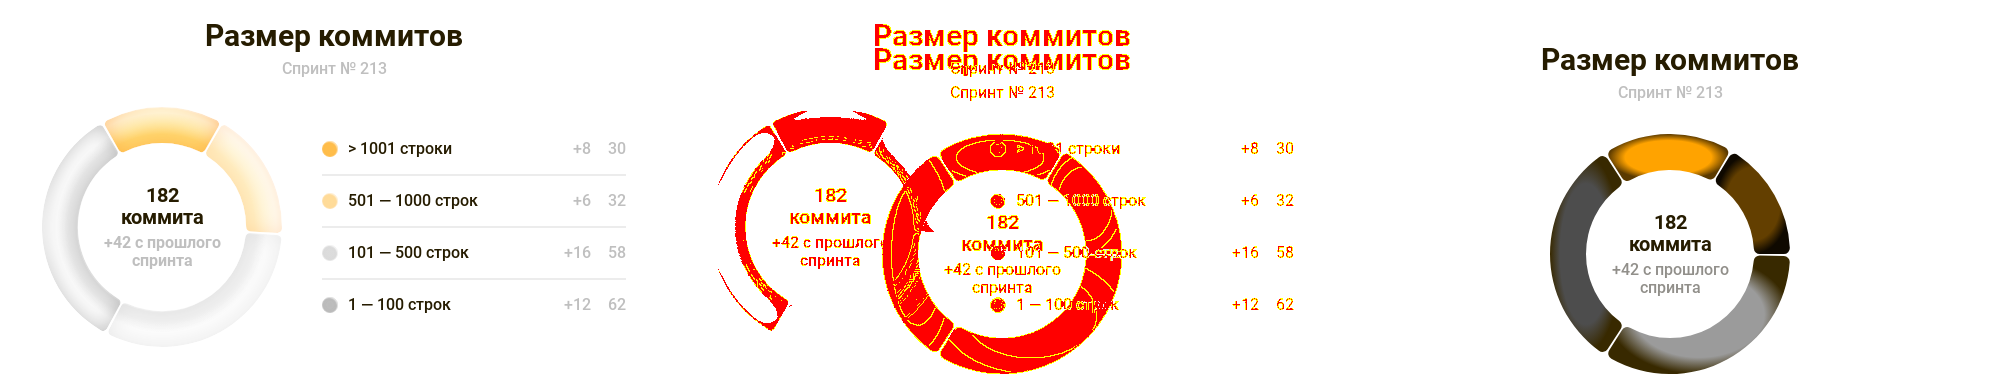 Размер коммитов
Спринт № 213
182
коммита
+42 с прошлого
спринта
> 1001 строки +8 30
501 — 1000 строк +6 32
101 — 500 строк +16 58
1 — 100 строк +12 62
Размер коммитов
Размер коммитов
Спринт № 213
Спринт № 213
182
коммита
+42 с прошлого
спринта
182
коммита
+42 с прошлого
спринта
> 1001 строки +8 30
501 — 1000 строк +6 32
101 — 500 строк +16 58
1 — 100 строк +12 62
Размер коммитов
Спринт № 213
182
коммита
+42 с прошлого
спринта